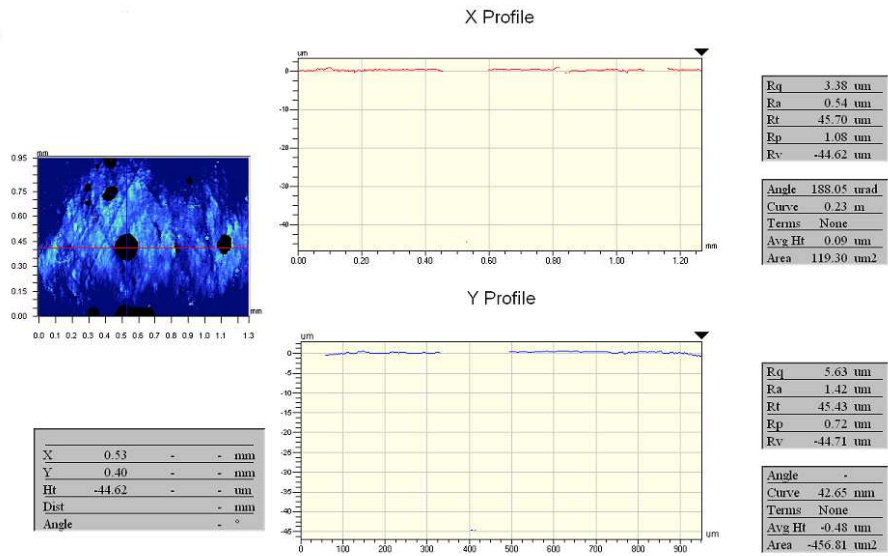 X Profile
um
0
-10
-20
-30
-40
0.00 0.20 0.40 0.60 0.80 1.00 1.20
mm
Rq 3.38 um
Ra 0.54 um
Rt 45.70 um
Rp 1.08 um
Rv -44.62 um
Angle 188.05 urad
Curve 0.23 m
Terms None
Avg Ht 0.09 um
Area 119.30 um2
mm
0.95
0.75
0.60
0.45
0.30
0.15
0.00
mm
0.0 0.1 0.2 0.3 0.4 0.5 0.6 0.7 0.8 0.9 1.0 1.1 1.3
Y Profile
um
0
-5
-10
-15
-20
-25
-30
-35
-40
-45
0 100 200 300 400 500 600 700 800 900
um
Rq 5.63 um
Ra 1.42 um
Rt 45.43 um
Rp 0.72 um
Rv -44.71 um
Angle -
Curve 42.65 mm
Terms None
Avg Ht -0.48 um
Area -456.81 um2
X 0.53 - - mm
Y 0.40 - - mm
Ht -44.62 - - um
Dist - mm
Angle - °